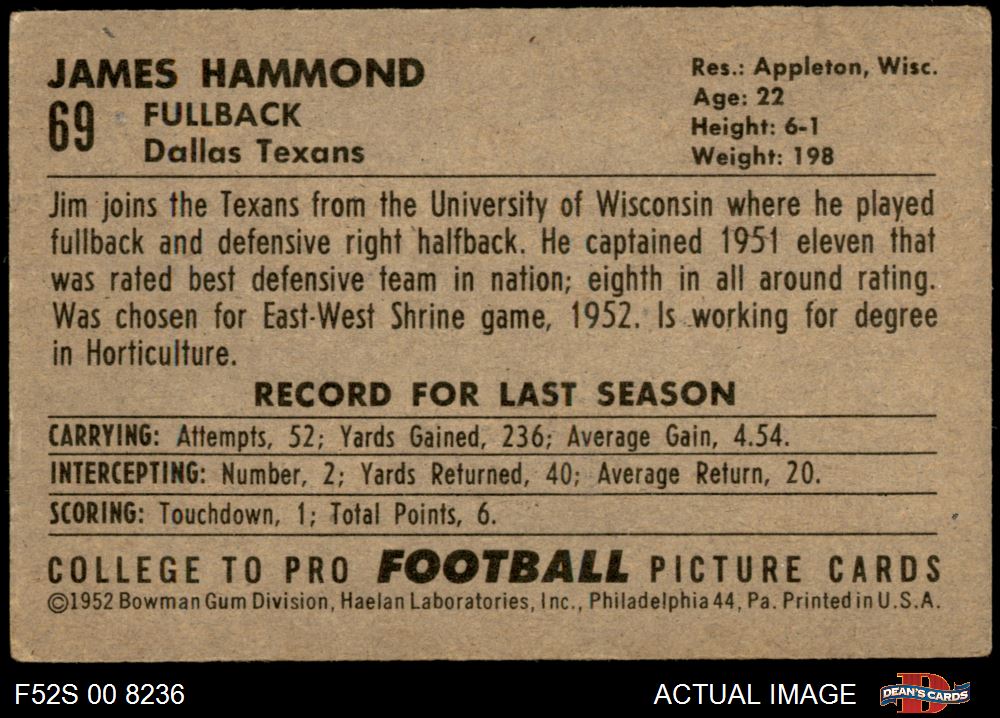 JAMES HAMMOND
69 FULLBACK
Dallas Texans
Res.: Appleton, Wisc.
Age: 22
Height: 6-1
Weight: 198
Jim joins the Texans from the University of Wisconsin where he played
fullback and defensive right halfback. He captained 1951 eleven that
was rated best defensive team in nation; eighth in all around rating.
Was chosen for East-West Shrine game, 1952. Is working for degree
in Horticulture.
RECORD FOR LAST SEASON
CARRYING: Attempts, 52; Yards Gained, 236; Average Gain, 4.54.
INTERCEPTING: Number, 2; Yards Returned, 40; Average Return, 20.
SCORING: Touchdown, 1; Total Points, 6.
COLLEGE TO PRO FOOTBALL PICTURE CARDS
©1952 Bowman Gum Division, Haelan Laboratories, Inc., Philadelphia 44, Pa. Printed in U.S.A.
F52S 00 8236
ACTUAL IMAGE
D
DEAN'S CARDS